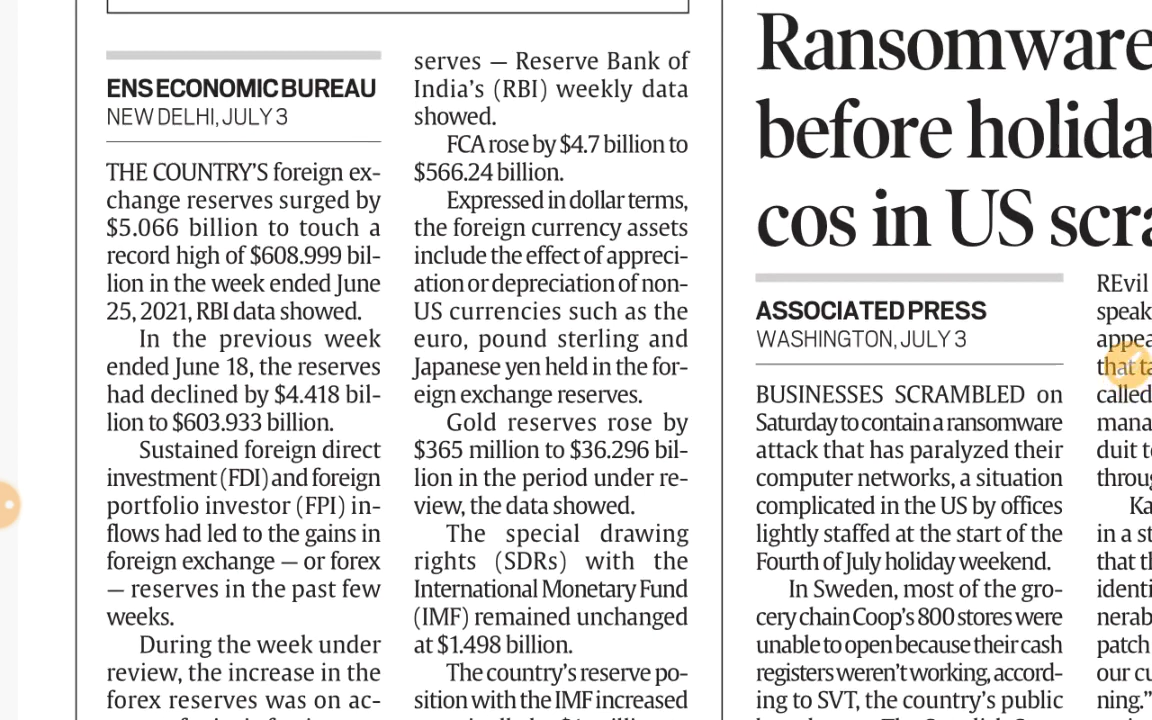 ENS ECONOMIC BUREAU
NEW DELHI, JULY 3
THE COUNTRY'S foreign ex-
change reserves surged by
$5.066 billion to touch a
record high of $608.999 bil-
lion in the week ended June
25, 2021, RBI data showed.
In the previous week
ended June 18, the reserves
had declined by $4.418 bil-
lion to $603.933 billion.
Sustained foreign direct
investment (FDI) and foreign
portfolio investor (FPI) in-
flows had led to the gains in
foreign exchange — or forex
— reserves in the past few
weeks.
During the week under
review, the increase in the
forex reserves was on ac-
serves — Reserve Bank of
India's (RBI) weekly data
showed.
FCA rose by $4.7 billion to
$566.24 billion.
Expressed in dollar terms,
the foreign currency assets
include the effect of appreci-
ation or depreciation of non-
US currencies such as the
euro, pound sterling and
Japanese yen held in the for-
eign exchange reserves.
Gold reserves rose by
$365 million to $36.296 bil-
lion in the period under re-
view, the data showed.
The special drawing
rights (SDRs) with the
International Monetary Fund
(IMF) remained unchanged
at $1.498 billion.
The country's reserve po-
sition with the IMF increased
Ransomware
before holida
cos in US scra
ASSOCIATED PRESS
WASHINGTON, JULY 3
BUSINESSES SCRAMBLED on
Saturday to contain a ransomware
attack that has paralyzed their
computer networks, a situation
complicated in the US by offices
lightly staffed at the start of the
Fourth of July holiday weekend.
In Sweden, most of the gro-
cery chain Coop's 800 stores were
unable to open because their cash
registers weren't working, accord-
ing to SVT, the country's public
REvil
speak
appea
that ta
called
mana
duit to
throug
Ka
in a st
that th
identi
nerab
patch
our cu
ning."